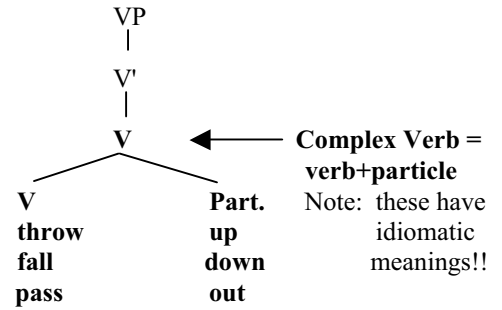 VP
V'
V
Complex Verb =
verb+particle
V Part. Note: these have
throw up idiomatic
fall down meanings!!
pass out